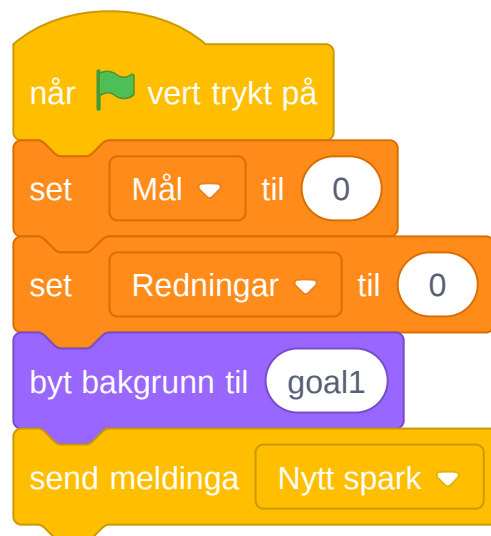 når vert trykt på
set Mål til 0
set Redningar til 0
byt bakgrunn til goal1
send meldinga Nytt spark